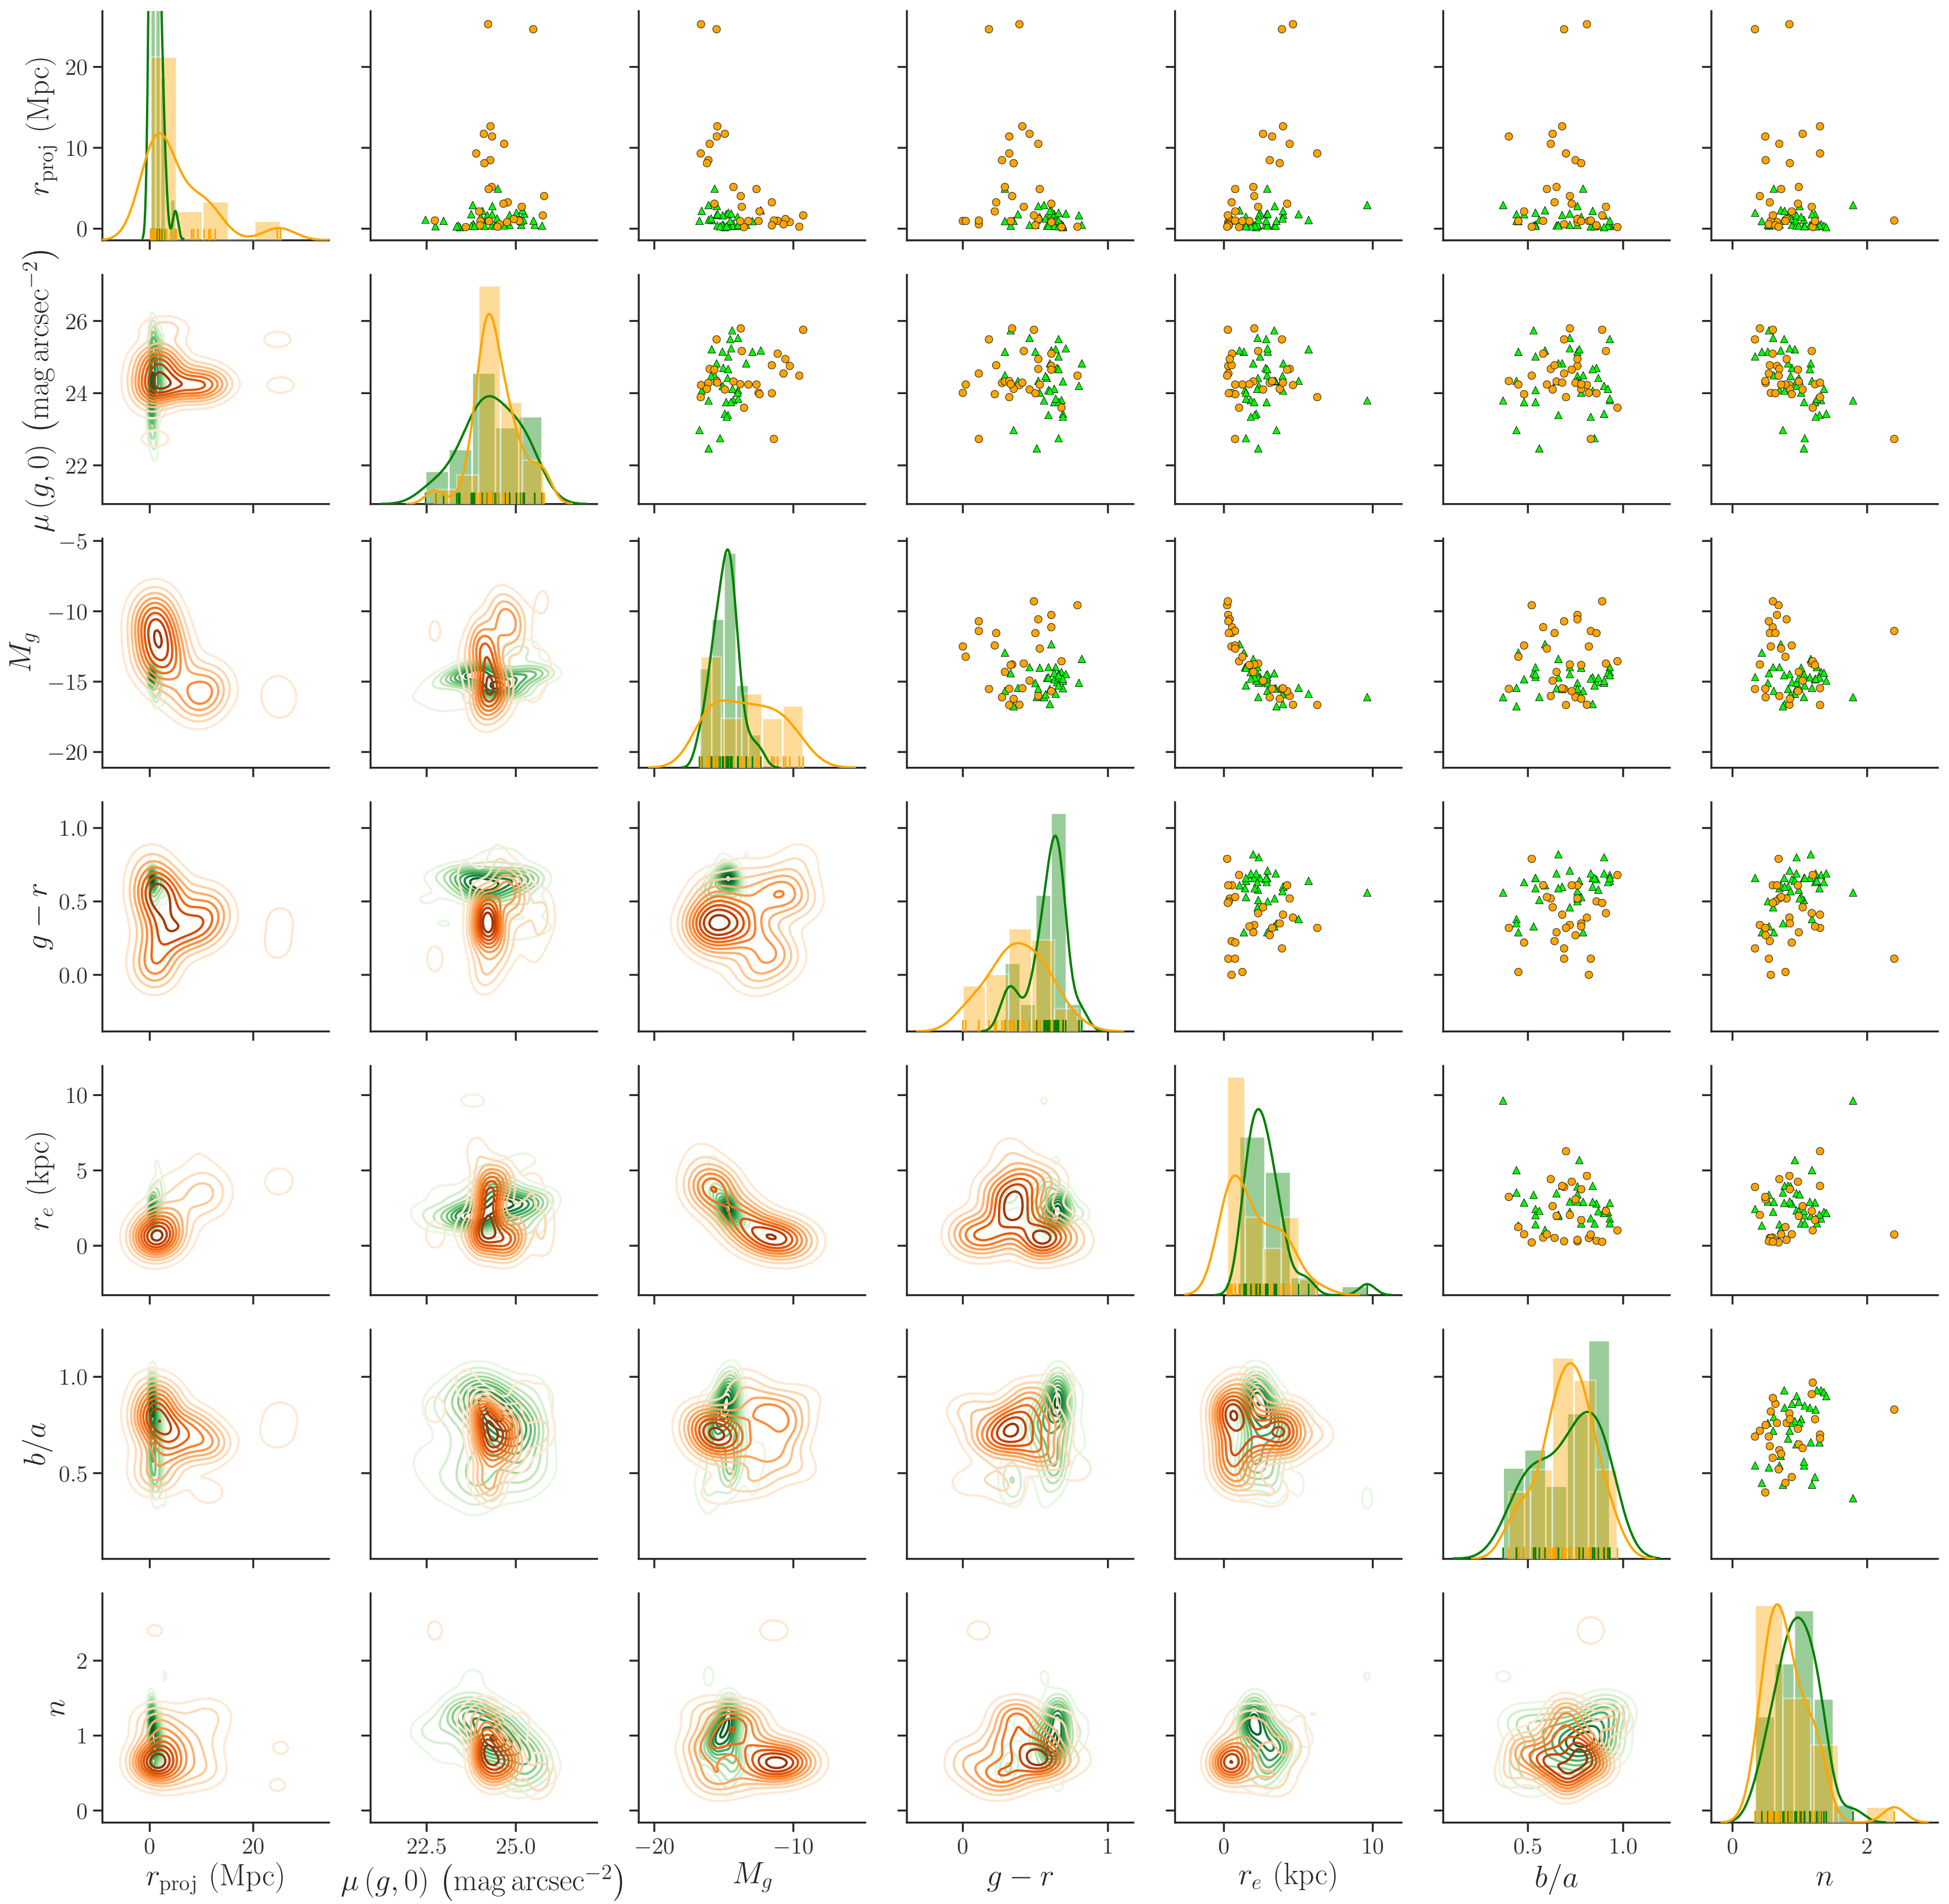 r_proj (Mpc)
20
10
0
μ(g,0) (mag arcsec⁻²)
26
24
22
M_g
−5
−10
−15
−20
g − r
1.0
0.5
0.0
r_e (kpc)
10
5
0
b/a
1.0
0.5
n
2
1
0
0 20 22.5 25.0 −20 −10 0 1 0 10 0.5 1.0 0 2
r_proj (Mpc) μ(g,0) (mag arcsec⁻²) M_g g − r r_e (kpc) b/a n